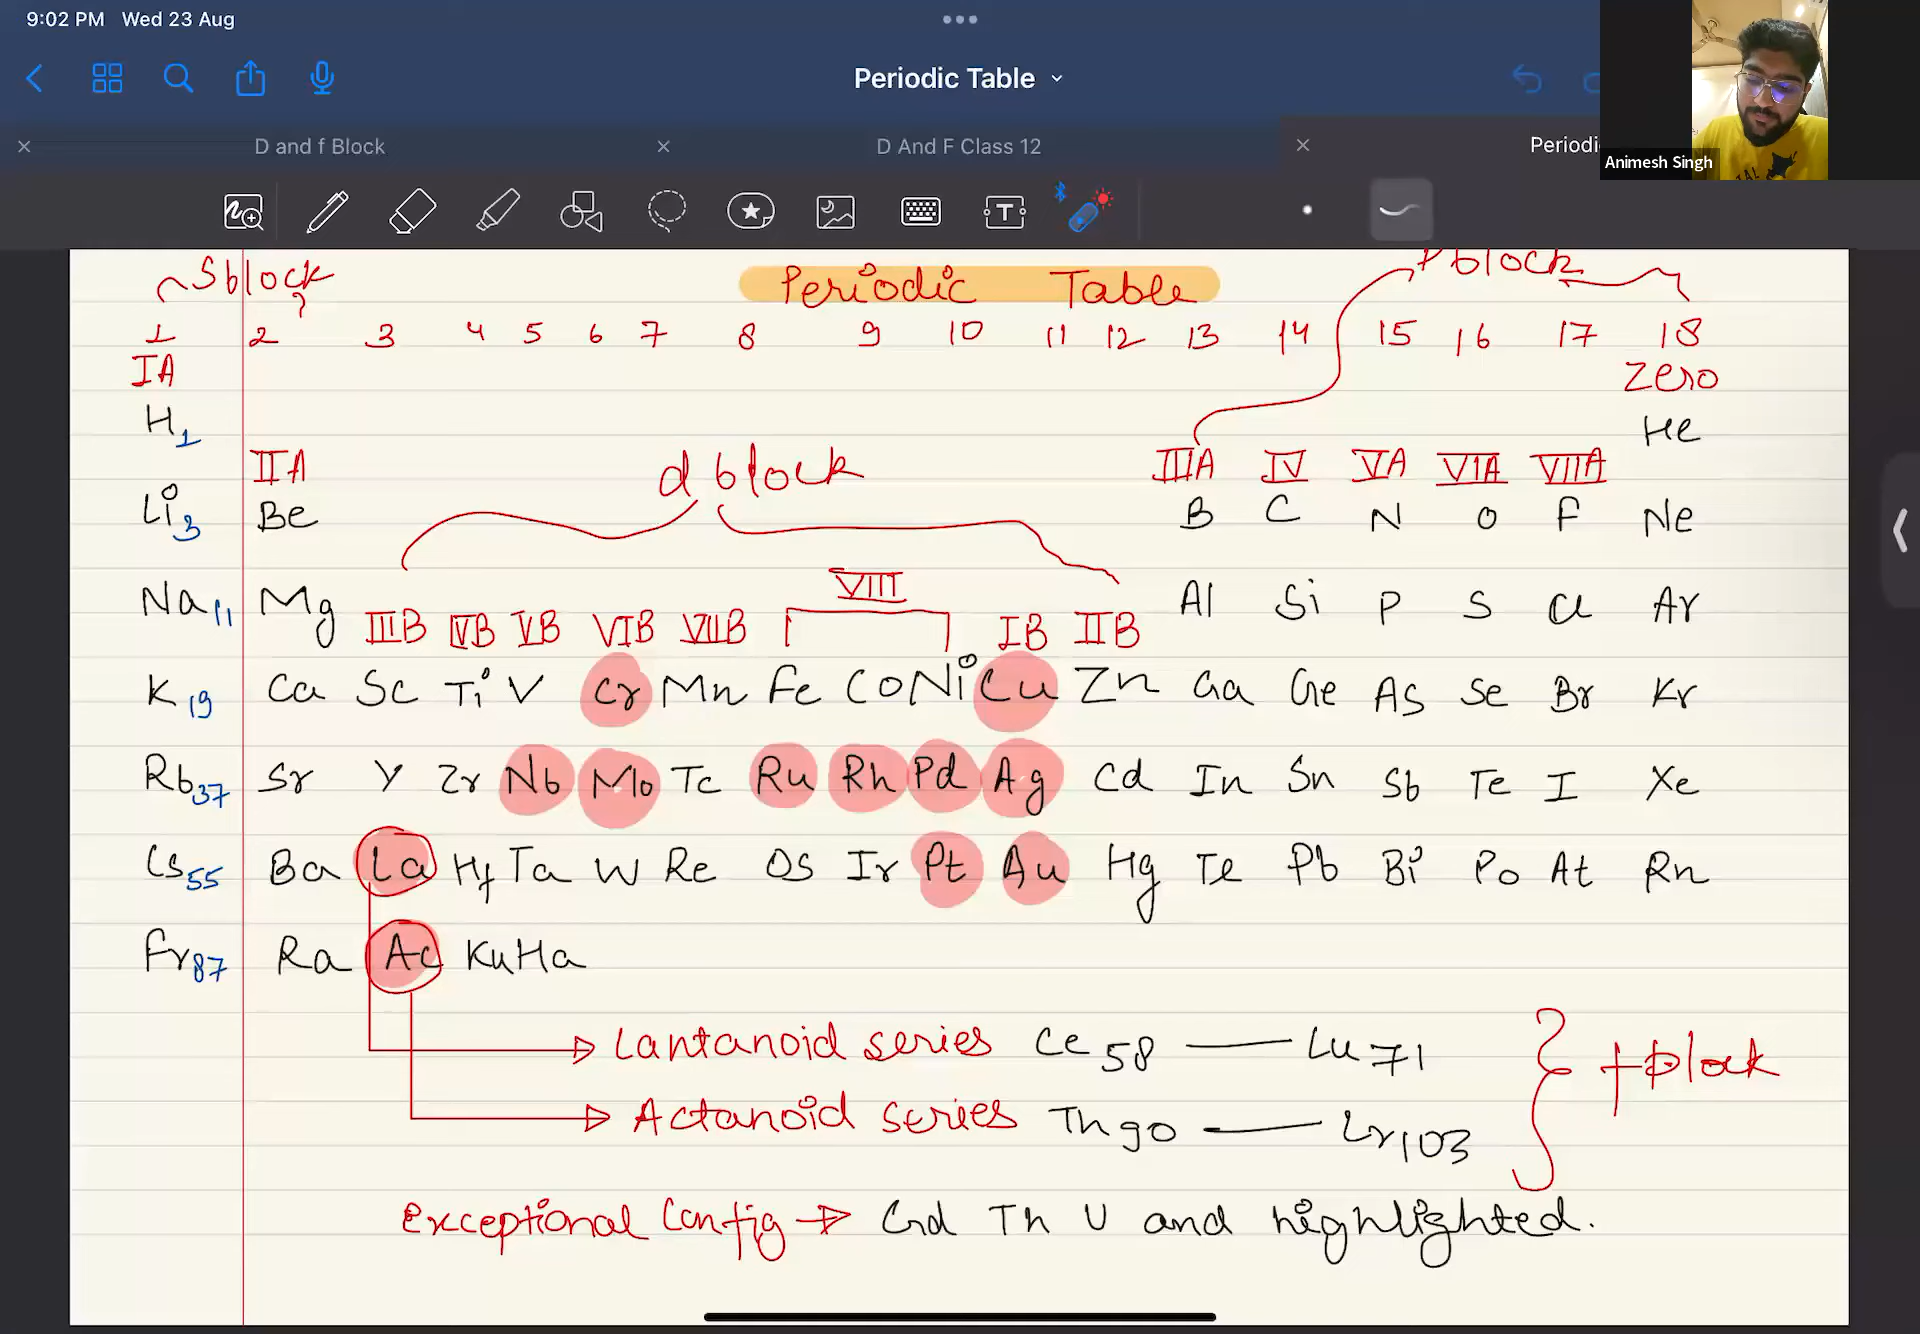 9:02 PM Wed 23 Aug
Periodic Table
D and f Block
D And F Class 12
Periodi
Animesh Singh
S block
Periodic Table
block
1 2 3 4 5 6 7 8 9 10 11 12 13 14 15 16 17 18
IA
Zero
H1 He
IIA d block IIIA IV VA VIA VIIA
Li3 Be B C N O F Ne
VIII
Na11 Mg Al Si P S Cl Ar
IIIB IVB VB VIB VIIB IB IIB
K19 Ca Sc Ti V Cr Mn Fe Co Ni Cu Zn Ga Ge As Se Br Kr
Rb37 Sr Y Zr Nb Mo Tc Ru Rh Pd Ag Cd In Sn Sb Te I Xe
Cs55 Ba La Hf Ta W Re Os Ir Pt Au Hg Te Pb Bi Po At Rn
Fr87 Ra Ac Ku Ha
Lantanoid series Ce58 — Lu71
f block
Actanoid series Th90 — Lr103
Exceptional Config → Gd Th U and highlighted.
T
TAL